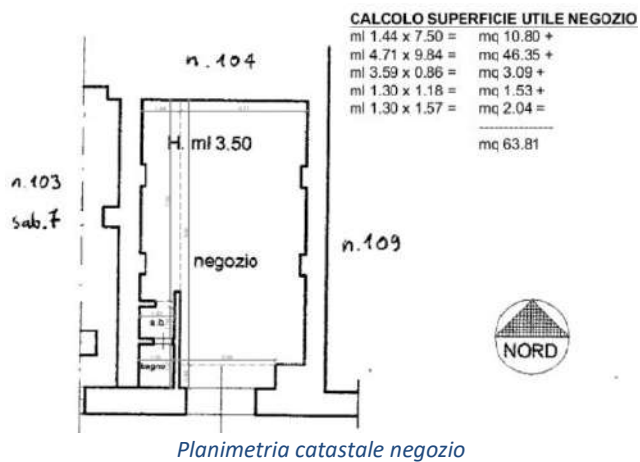 CALCOLO SUPERFICIE UTILE NEGOZIO
ml 1.44 x 7.50 = mq 10.80 +
ml 4.71 x 9.84 = mq 46.35 +
ml 3.59 x 0.86 = mq 3.09 +
ml 1.30 x 1.18 = mq 1.53 +
ml 1.30 x 1.57 = mq 2.04 =
------------
mq 63.81
n. 104
H. ml 3.50
n.103
sab.7
n.109
negozio
a.b.
bagno
NORD
Planimetria catastale negozio